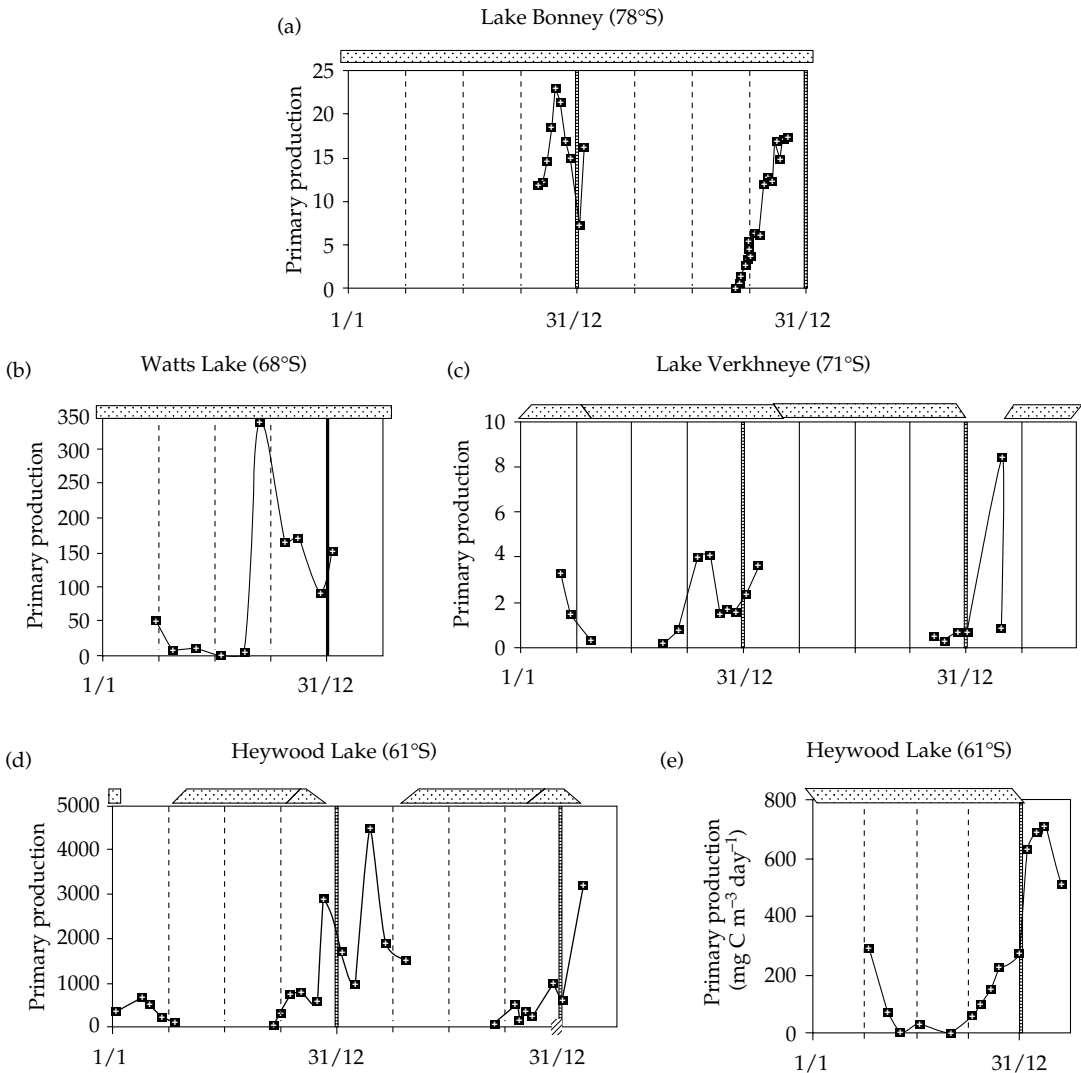 (a)
Lake Bonney (78°S)
Primary production
25
20
15
10
5
0
1/1
31/12
31/12
(b)
Watts Lake (68°S)
Primary production
350
300
250
200
150
100
50
0
1/1
31/12
(c)
Lake Verkhneye (71°S)
Primary production
10
8
6
4
2
0
1/1
31/12
31/12
(d)
Heywood Lake (61°S)
Primary production
5000
4000
3000
2000
1000
0
1/1
31/12
31/12
(e)
Heywood Lake (61°S)
Primary production
(mg C m⁻³ day⁻¹)
800
600
400
200
0
1/1
31/12